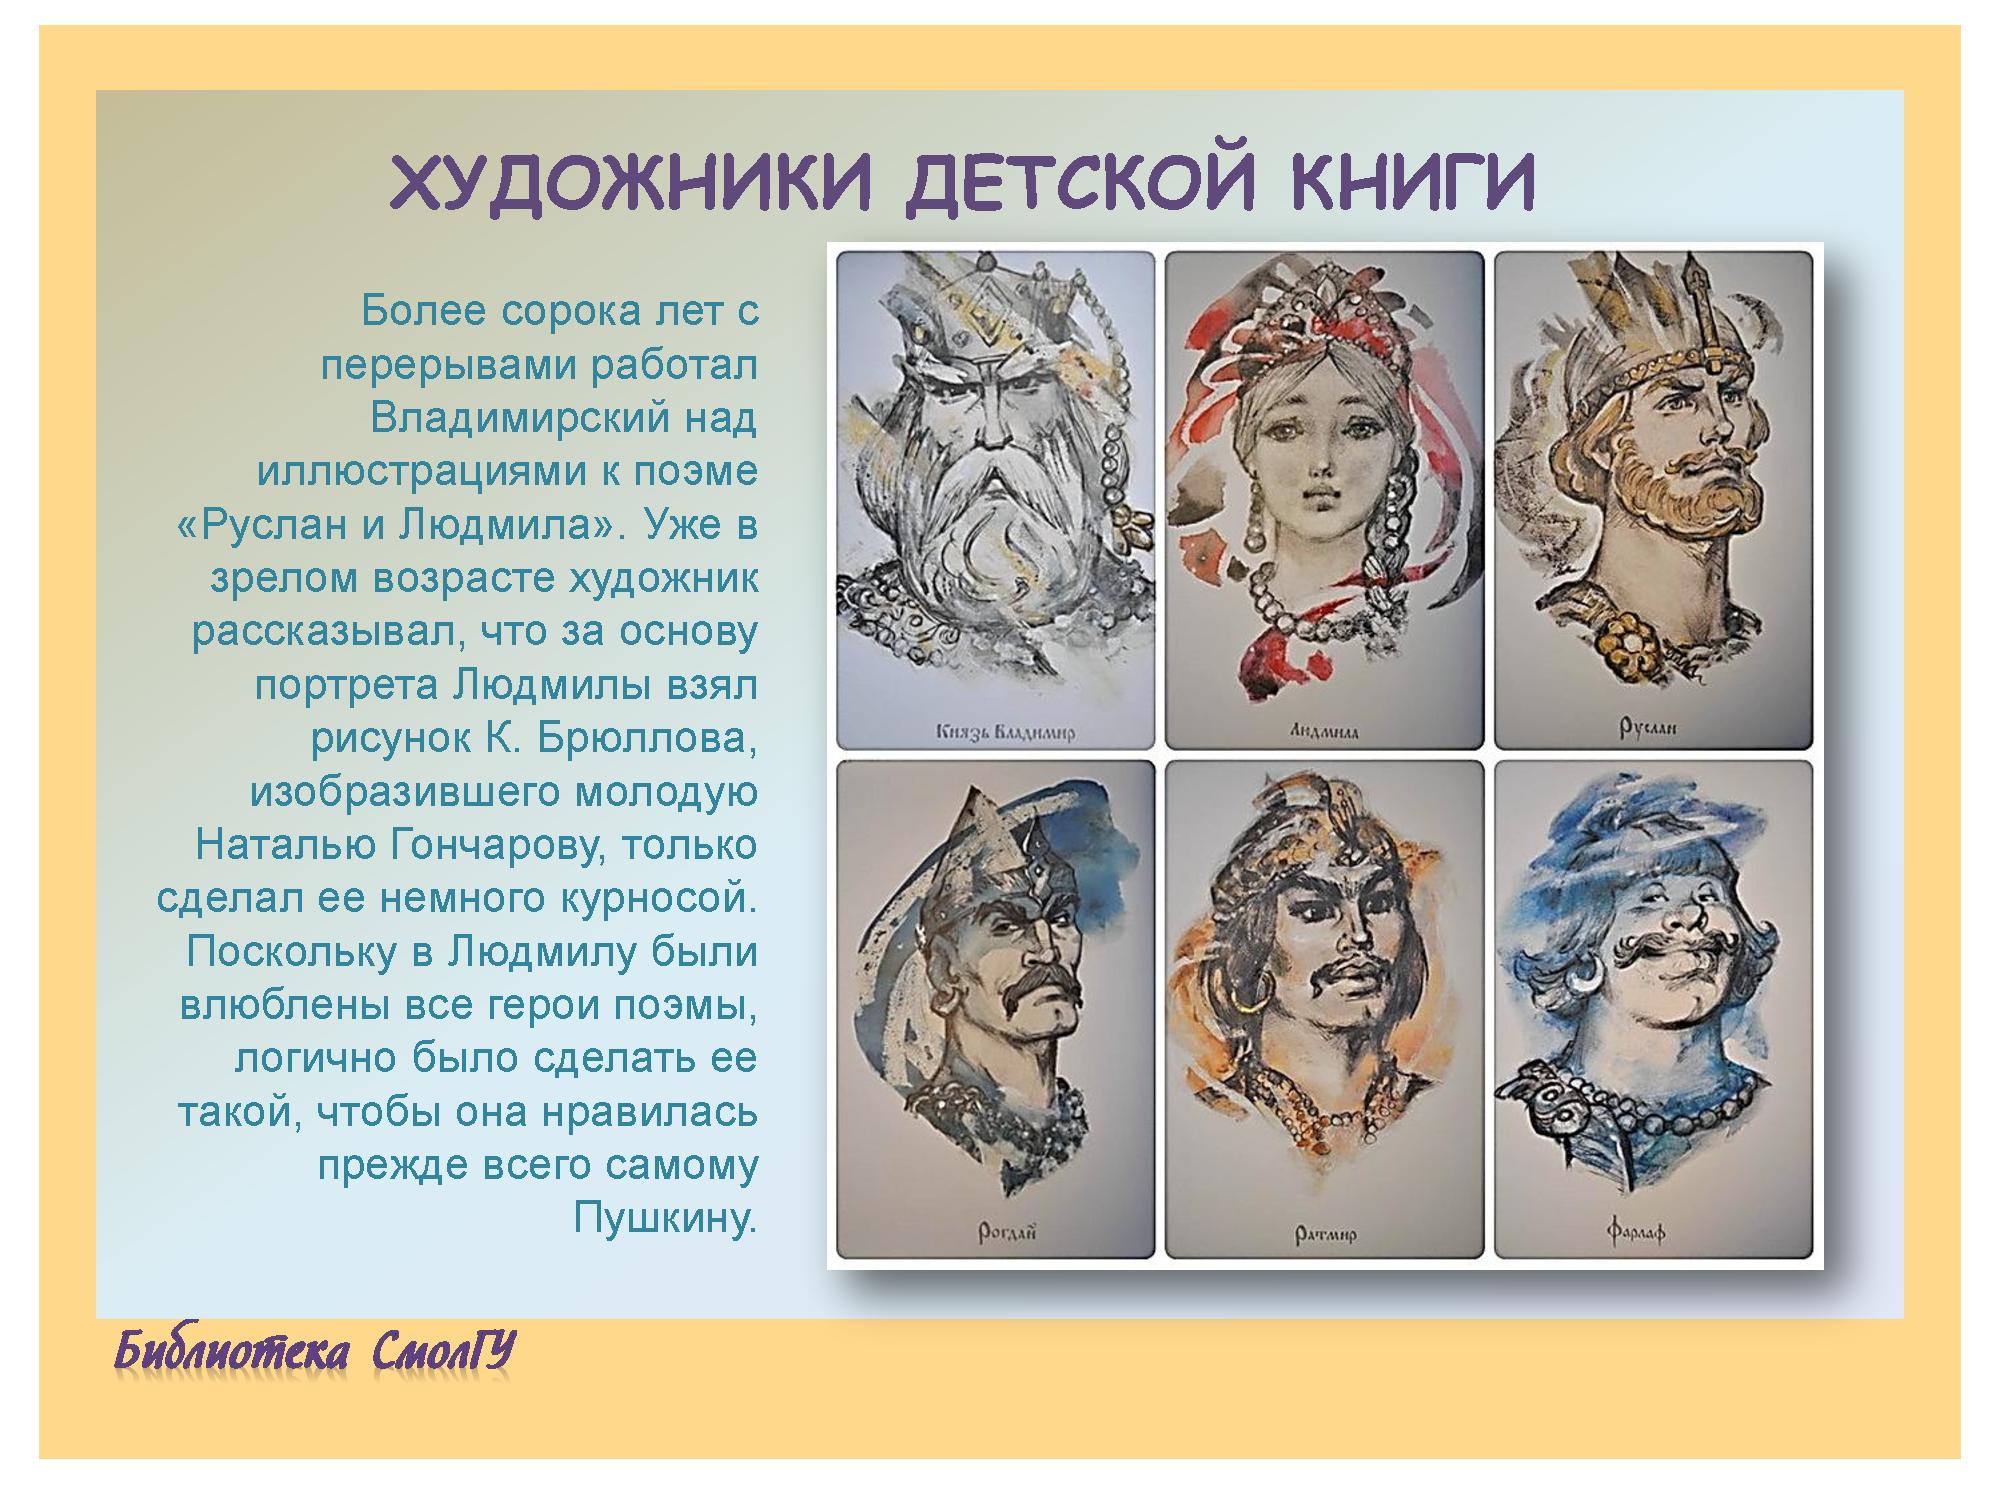 ХУДОЖНИКИ ДЕТСКОЙ КНИГИ
Более сорока лет с
перерывами работал
Владимирский над
иллюстрациями к поэме
«Руслан и Людмила». Уже в
зрелом возрасте художник
рассказывал, что за основу
портрета Людмилы взял
рисунок К. Брюллова,
изобразившего молодую
Наталью Гончарову, только
сделал ее немного курносой.
Поскольку в Людмилу были
влюблены все герои поэмы,
логично было сделать ее
такой, чтобы она нравилась
прежде всего самому
Пушкину.
Князь Владимир
Людмила
Руслан
Рогдай
Ратмир
Фарлаф
Библиотека СмолГУ